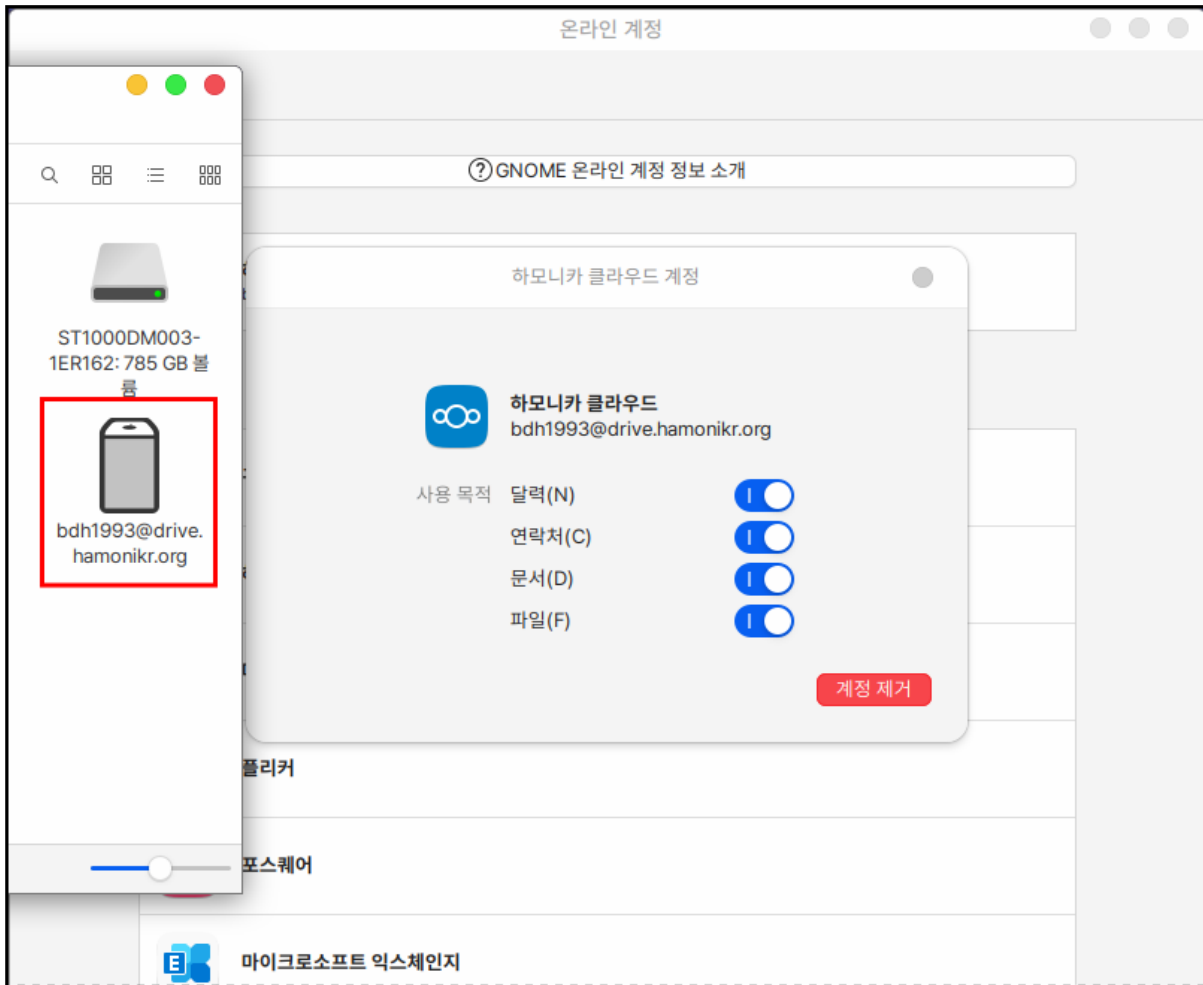 온라인 계정
GNOME 온라인 계정 정보 소개
ST1000DM003-
1ER162: 785 GB 볼
륨
bdh1993@drive.
hamonikr.org
하모니카 클라우드 계정
하모니카 클라우드
bdh1993@drive.hamonikr.org
사용 목적 달력(N)
연락처(C)
문서(D)
파일(F)
계정 제거
플리커
포스퀘어
E 마이크로소프트 익스체인지